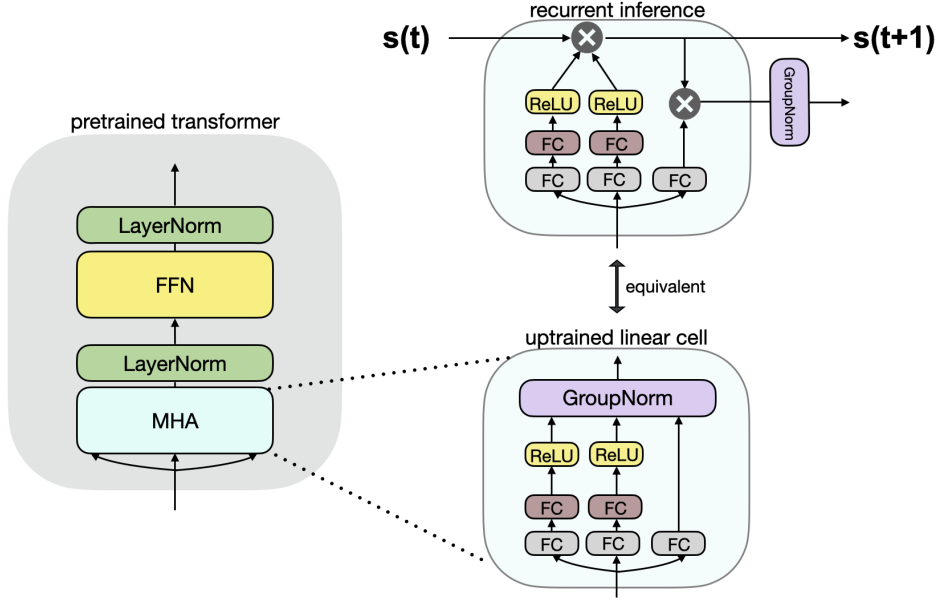 recurrent inference
s(t)
s(t+1)
GroupNorm
ReLU ReLU
FC FC
FC FC FC
pretrained transformer
LayerNorm
FFN
LayerNorm
MHA
equivalent
uptrained linear cell
GroupNorm
ReLU ReLU
FC FC
FC FC FC